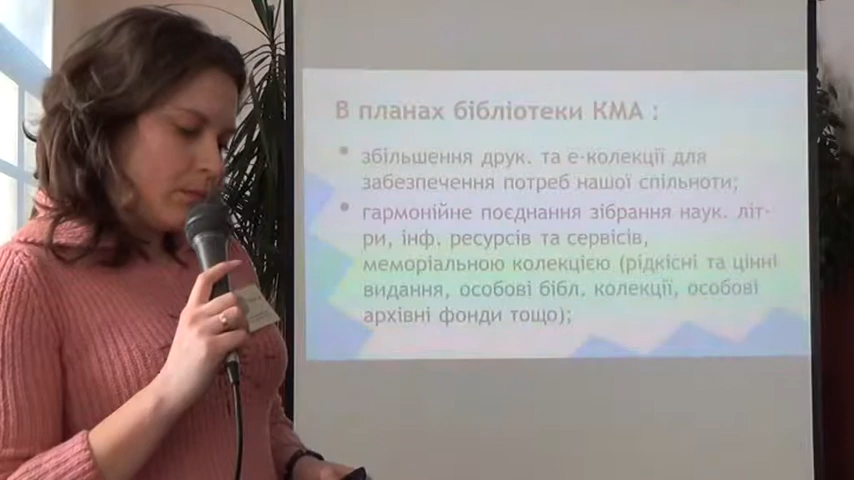 В планах бібліотеки КМА :
• збільшення друк. та е-колекції для
забезпечення потреб нашої спільноти;
• гармонійне поєднання зібрання наук. літ-
ри, інф. ресурсів та сервісів,
меморіальною колекцією (рідкісні та цінні
видання, особові бібл. колекції, особові
архівні фонди тощо);